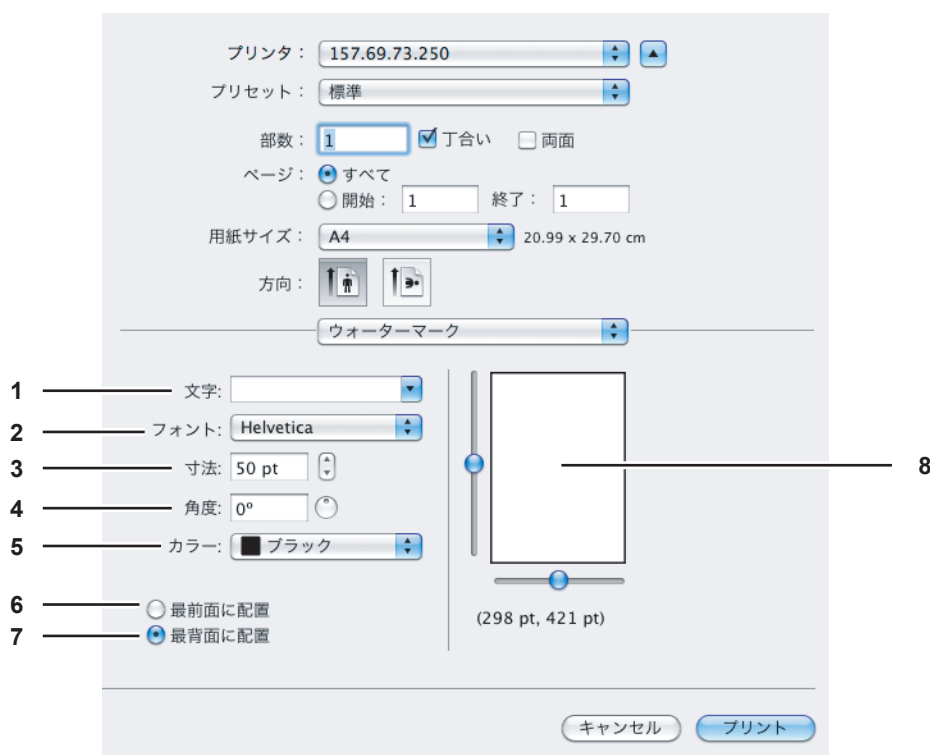 プリンタ： 157.69.73.250
プリセット： 標準
部数： 1 丁合い 両面
ページ： すべて
開始： 1 終了： 1
用紙サイズ： A4 20.99 x 29.70 cm
方向：
ウォーターマーク
1 文字:
2 フォント: Helvetica
3 寸法: 50 pt
8
4 角度: 0°
5 カラー: ブラック
6 最前面に配置
(298 pt, 421 pt)
7 最背面に配置
キャンセル プリント